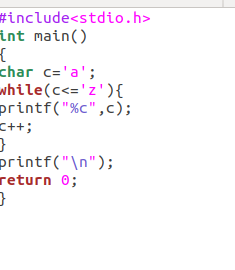 #include<stdio.h>
int main()
{
char c='a';
while(c<='z'){
printf("%c",c);
c++;
}
printf("\n");
return 0;
}